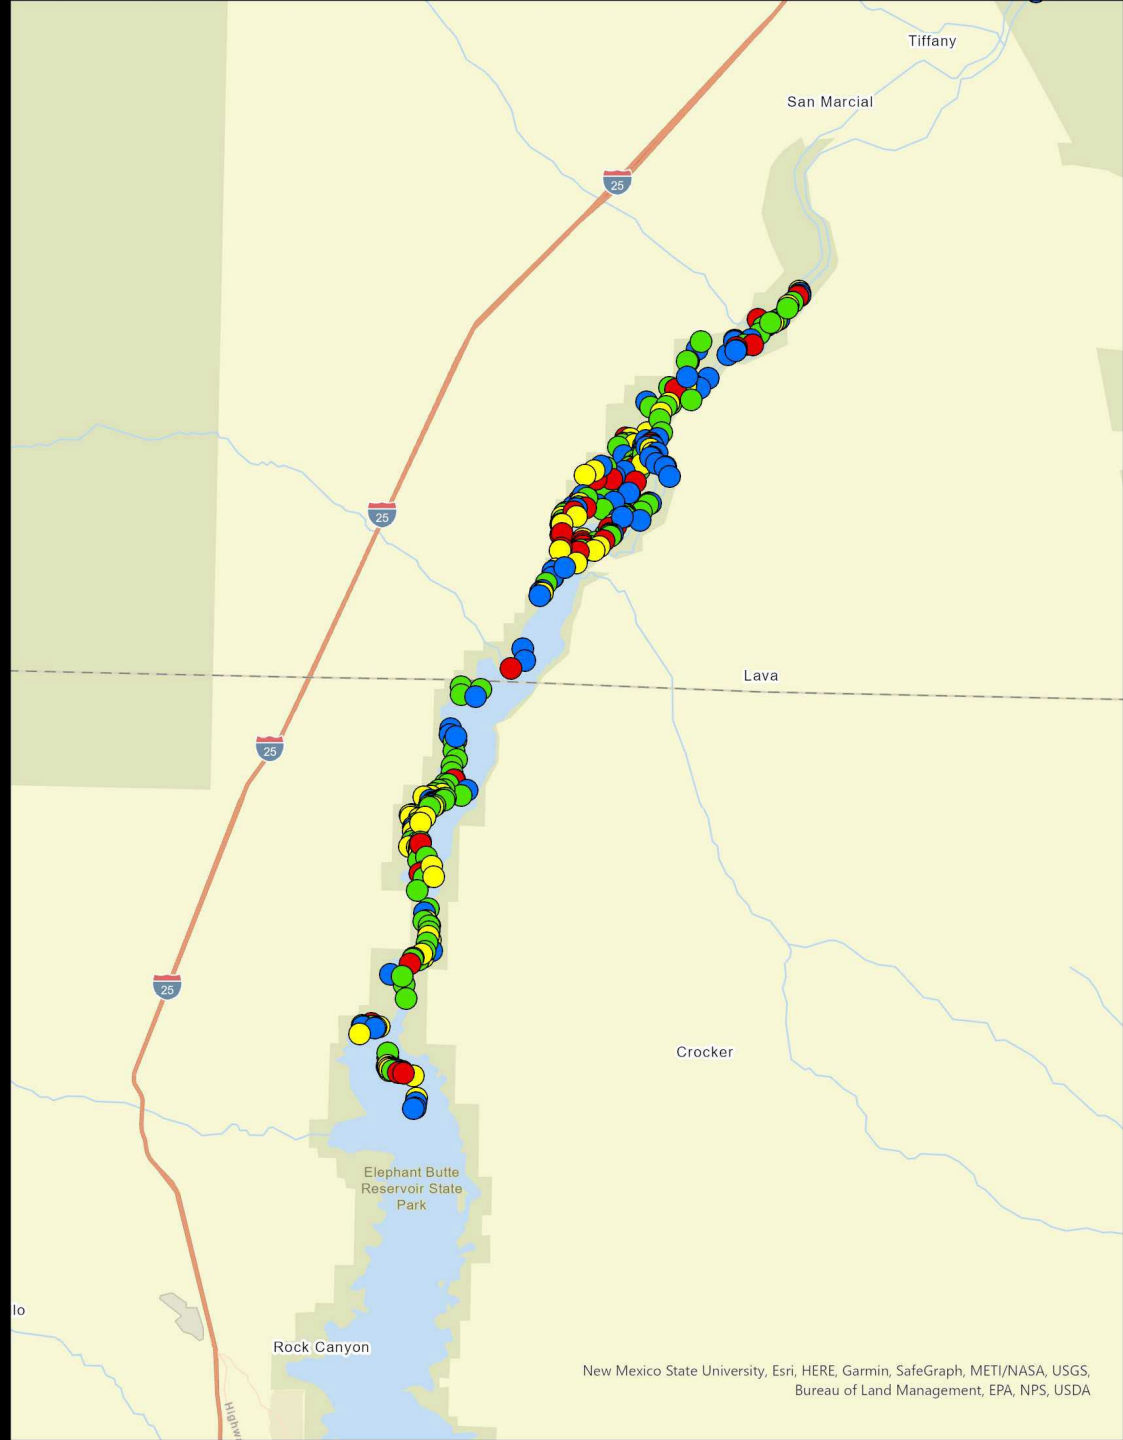 Tiffany
San Marcial
25
25
Lava
25
25
Crocker
Elephant Butte
Reservoir State
Park
lo
Rock Canyon
New Mexico State University, Esri, HERE, Garmin, SafeGraph, METI/NASA, USGS,
Bureau of Land Management, EPA, NPS, USDA
Highw